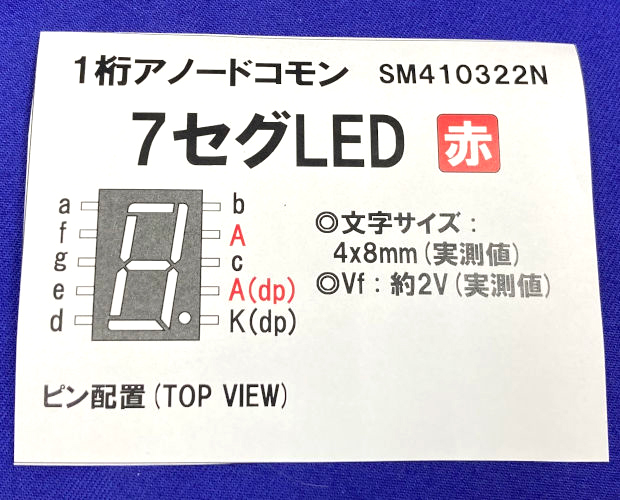 1桁アノードコモン SM410322N
7セグLED 赤
a b
f A
g c
e A(dp)
d K(dp)
◎文字サイズ:
4x8mm(実測値)
◎Vf:約2V(実測値)
ピン配置(TOP VIEW)